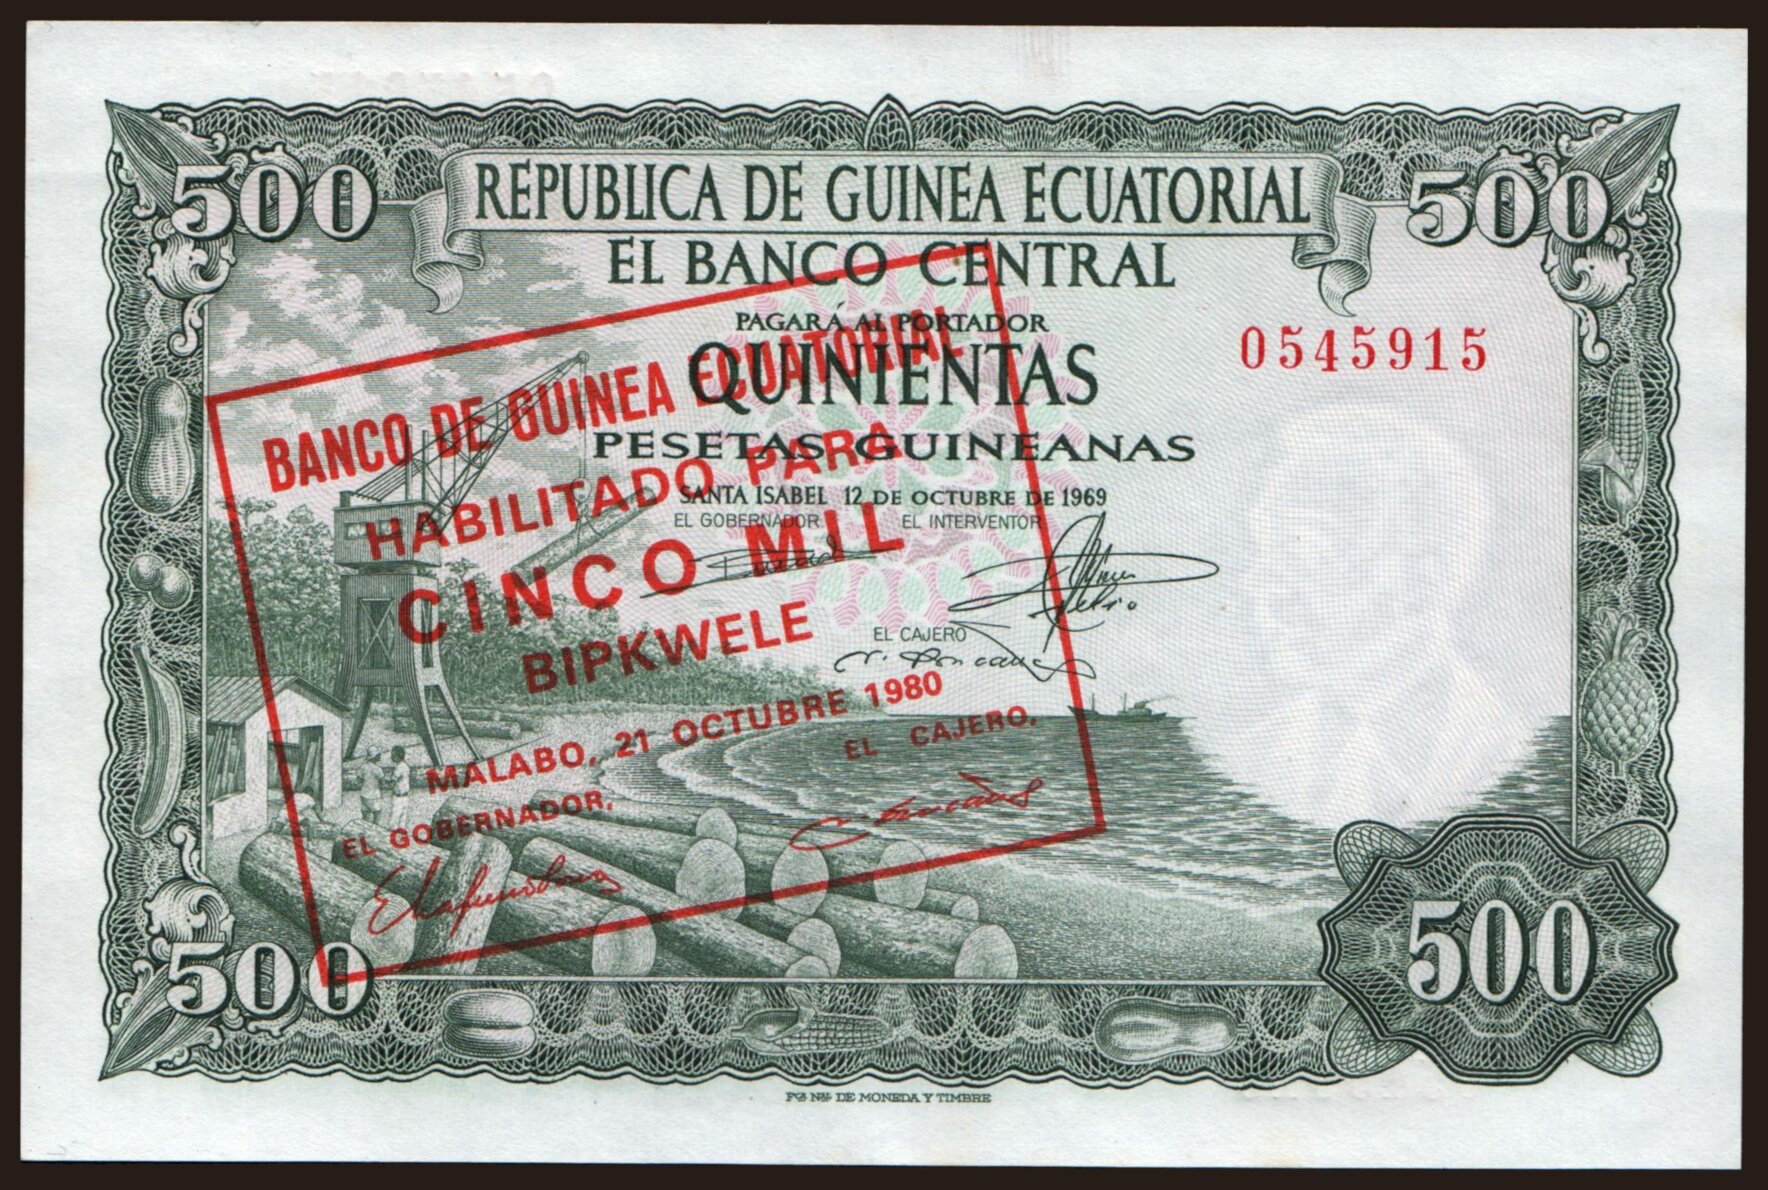 500
500
REPUBLICA DE GUINEA ECUATORIAL
EL BANCO CENTRAL
PAGARÁ AL PORTADOR
QUINIENTAS
PESETAS GUINEANAS
SANTA ISABEL 12 DE OCTUBRE DE 1969
EL GOBERNADOR
EL INTERVENTOR
EL CAJERO
0545915
BANCO DE GUINEA ECUATORIAL
HABILITADO PARA
CINCO MIL
BIPKWELE
MALABO, 21 OCTUBRE 1980
EL GOBERNADOR,
EL CAJERO,
500
500
Fca. Nal. DE MONEDA Y TIMBRE